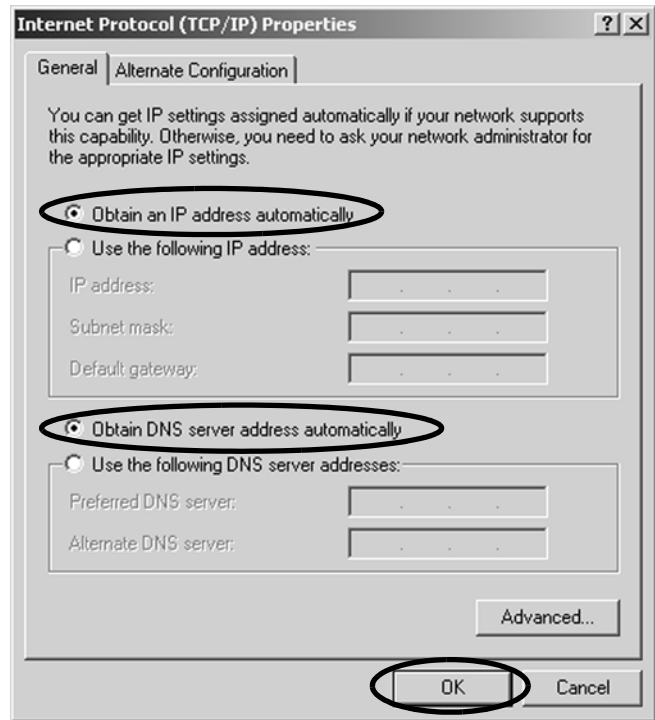 Internet Protocol (TCP/IP) Properties
General
Alternate Configuration
You can get IP settings assigned automatically if your network supports
this capability. Otherwise, you need to ask your network administrator for
the appropriate IP settings.
Obtain an IP address automatically
Use the following IP address:
IP address:
Subnet mask:
Default gateway:
Obtain DNS server address automatically
Use the following DNS server addresses:
Preferred DNS server:
Alternate DNS server:
Advanced...
OK
Cancel